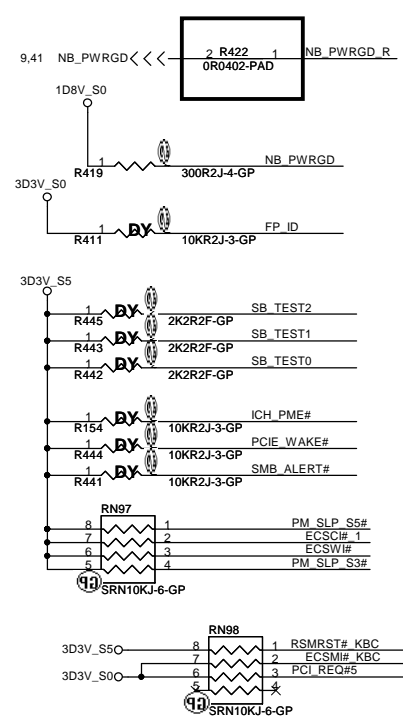 9,41 NB_PWRGD 2 R422 1 NB_PWRGD_R
0R0402-PAD
1D8V_S0
1 NB_PWRGD
R419 300R2J-4-GP
3D3V_S0
1 DY FP_ID
R411 10KR2J-3-GP
3D3V_S5
1 DY SB_TEST2
R445 2K2R2F-GP
1 DY SB_TEST1
R443 2K2R2F-GP
1 DY SB_TEST0
R442 2K2R2F-GP
1 DY ICH_PME#
R154 10KR2J-3-GP
1 DY PCIE_WAKE#
R444 10KR2J-3-GP
1 DY SMB_ALERT#
R441 10KR2J-3-GP
RN97
8 1 PM_SLP_S5#
7 2 ECSCI#_1
6 3 ECSWI#
5 4 PM_SLP_S3#
GP SRN10KJ-6-GP
RN98
3D3V_S5 8 1 RSMRST#_KBC
7 2 ECSMI#_KBC
3D3V_S0 6 3 PCI_REQ#5
5 4
GP SRN10KJ-6-GP